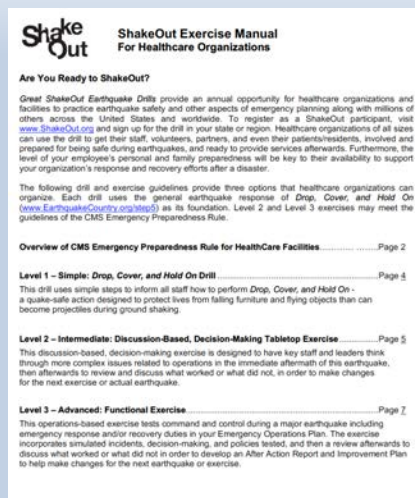 Shake
Out
ShakeOut Exercise Manual
For Healthcare Organizations
Are You Ready to ShakeOut?
Great ShakeOut Earthquake Drills provide an annual opportunity for healthcare organizations and
facilities to practice earthquake safety and other aspects of emergency planning along with millions of
others across the United States and worldwide. To register as a ShakeOut participant, visit
www.ShakeOut.org and sign up for the drill in your state or region. Healthcare organizations of all sizes
can use the drill to get their staff, volunteers, partners, and even their patients/residents, involved and
prepared for being safe during earthquakes, and ready to provide services afterwards. Furthermore, the
level of your employee's personal and family preparedness will be key to their availability to support
your organization's response and recovery efforts after a disaster.
The following drill and exercise guidelines provide three options that healthcare organizations can
organize. Each drill uses the general earthquake response of Drop, Cover, and Hold On
(www.EarthquakeCountry.org/step5) as its foundation. Level 2 and Level 3 exercises may meet the
guidelines of the CMS Emergency Preparedness Rule.
Overview of CMS Emergency Preparedness Rule for HealthCare Facilities............ .......Page 2
Level 1 – Simple: Drop, Cover, and Hold On Drill ........................................Page 4
This drill uses simple steps to inform all staff how to perform Drop, Cover, and Hold On -
a quake-safe action designed to protect lives from falling furniture and flying objects than can
become projectiles during ground shaking.
Level 2 – Intermediate: Discussion-Based, Decision-Making Tabletop Exercise ..............Page 5
This discussion-based, decision-making exercise is designed to have key staff and leaders think
through more complex issues related to operations in the immediate aftermath of this earthquake,
then afterwards to review and discuss what worked or what did not, in order to make changes
for the next exercise or actual earthquake.
Level 3 – Advanced: Functional Exercise ........................................Page 7
This operations-based exercise tests command and control during a major earthquake including
emergency response and/or recovery duties in your Emergency Operations Plan. The exercise
incorporates simulated incidents, decision-making, and policies tested, and then a review afterwards to
discuss what worked or what did not in order to develop an After Action Report and Improvement Plan
to help make changes for the next earthquake or exercise.